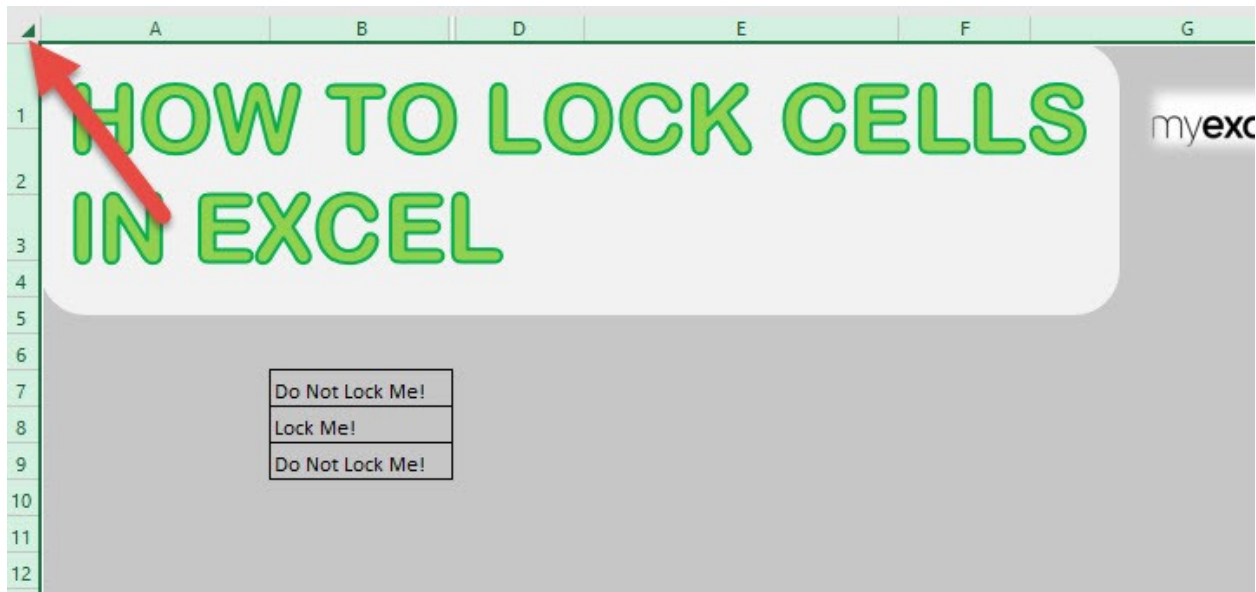 A B D E F G
HOW TO LOCK CELLS
IN EXCEL
myexc
1
2
3
4
5
6
7 Do Not Lock Me!
8 Lock Me!
9 Do Not Lock Me!
10
11
12